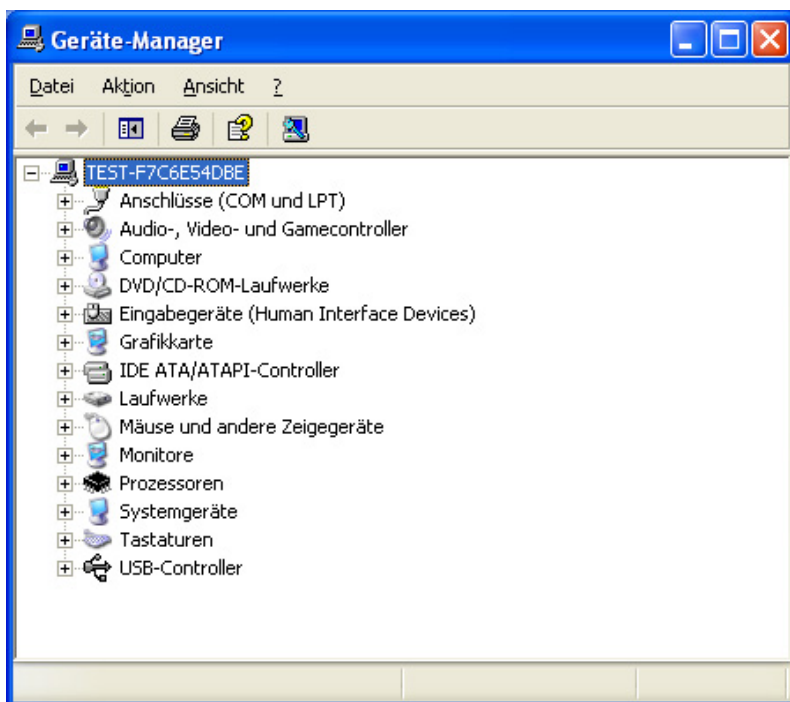 Geräte-Manager
Datei Aktion Ansicht ?
TEST-F7C6E54DBE
Anschlüsse (COM und LPT)
Audio-, Video- und Gamecontroller
Computer
DVD/CD-ROM-Laufwerke
Eingabegeräte (Human Interface Devices)
Grafikkarte
IDE ATA/ATAPI-Controller
Laufwerke
Mäuse und andere Zeigegeräte
Monitore
Prozessoren
Systemgeräte
Tastaturen
USB-Controller